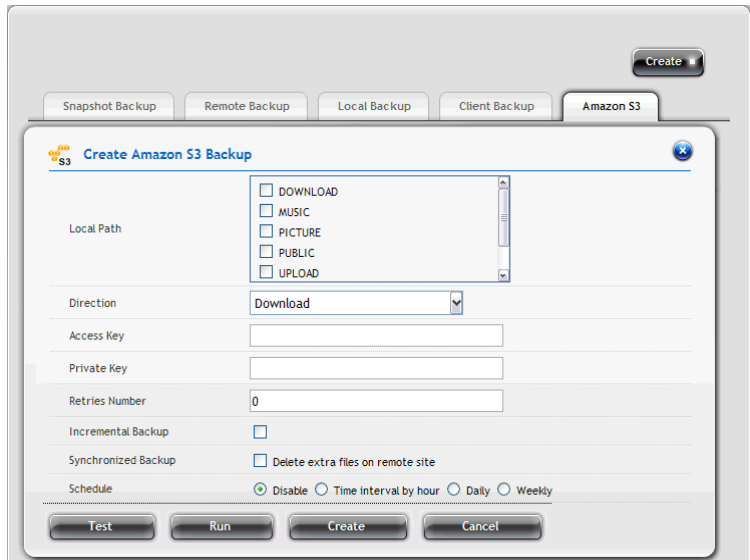 Create
Snapshot Backup Remote Backup Local Backup Client Backup Amazon S3
S3 Create Amazon S3 Backup
Local Path
DOWNLOAD
MUSIC
PICTURE
PUBLIC
UPLOAD
Direction Download
Access Key
Private Key
Retries Number 0
Incremental Backup
Synchronized Backup Delete extra files on remote site
Schedule Disable Time interval by hour Daily Weekly
Test Run Create Cancel